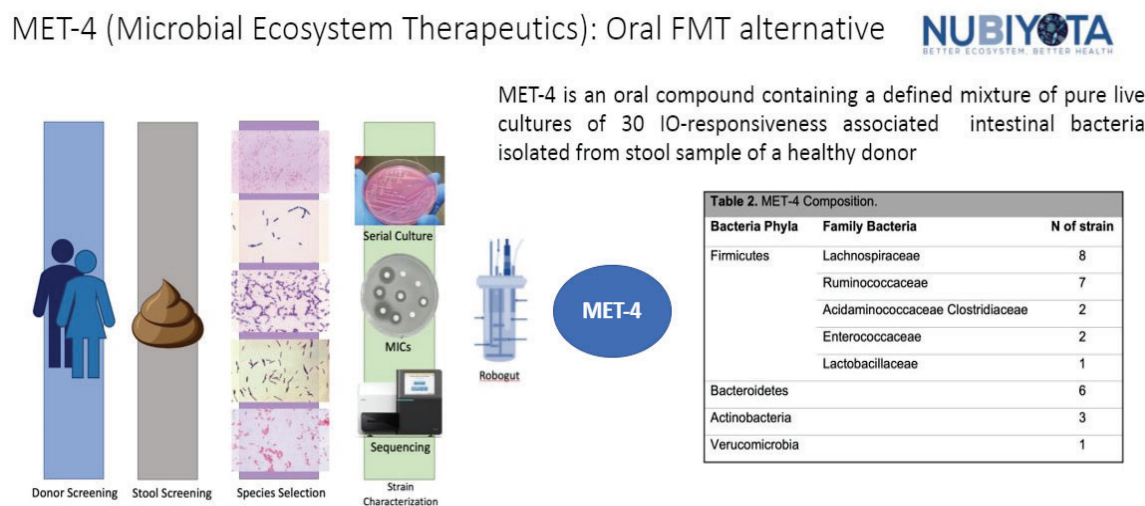 MET-4 (Microbial Ecosystem Therapeutics): Oral FMT alternative
NUBIYOTA
BETTER ECOSYSTEM. BETTER HEALTH
MET-4 is an oral compound containing a defined mixture of pure live
cultures of 30 IO-responsiveness associated intestinal bacteria
isolated from stool sample of a healthy donor
Serial Culture
MICs
Sequencing
Robogut
MET-4
Donor Screening
Stool Screening
Species Selection
Strain
Characterization
Table 2. MET-4 Composition.
Bacteria Phyla Family Bacteria N of strain
Firmicutes Lachnospiraceae 8
Ruminococcaceae 7
Acidaminococcaceae Clostridiaceae 2
Enterococcaceae 2
Lactobacillaceae 1
Bacteroidetes 6
Actinobacteria 3
Verucomicrobia 1